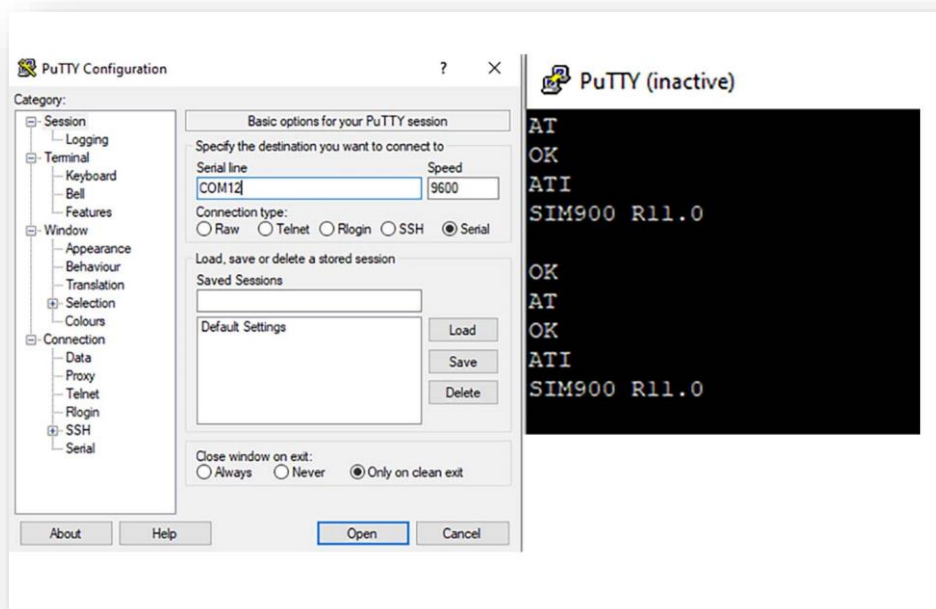 PuTTY Configuration ? ×
Category:
Session
Logging
Terminal
Keyboard
Bell
Features
Window
Appearance
Behaviour
Translation
Selection
Colours
Connection
Data
Proxy
Telnet
Rlogin
SSH
Serial
Basic options for your PuTTY session
Specify the destination you want to connect to
Serial line Speed
COM12 9600
Connection type:
Raw Telnet Rlogin SSH Serial
Load, save or delete a stored session
Saved Sessions
Default Settings
Load
Save
Delete
Close window on exit:
Always Never Only on clean exit
About Help Open Cancel
PuTTY (inactive)
AT
OK
ATI
SIM900 R11.0
OK
AT
OK
ATI
SIM900 R11.0